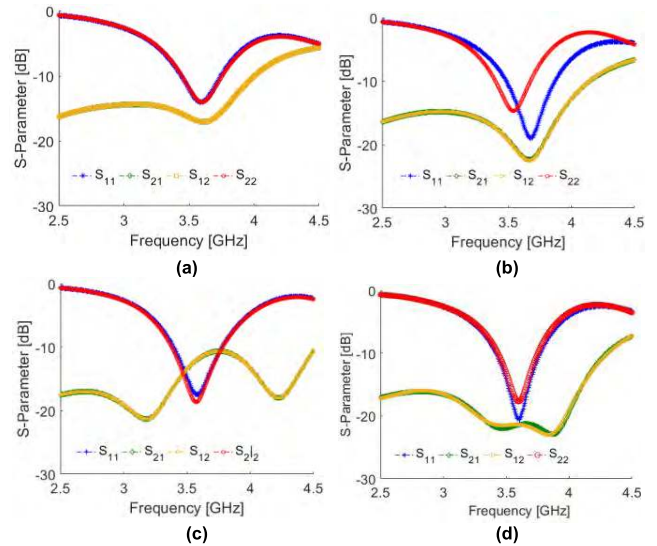 0
-10
-20
-30
S-Parameter [dB]
S11 S21 S12 S22
2.5 3 3.5 4 4.5
Frequency [GHz]
(a)
0
-10
-20
-30
S-Parameter [dB]
S11 S21 S12 S22
2.5 3 3.5 4 4.5
Frequency [GHz]
(b)
0
-10
-20
-30
S-Parameter [dB]
S11 S21 S12 S2|2
2.5 3 3.5 4 4.5
Frequency [GHz]
(c)
0
-10
-20
-30
S-Parameter [dB]
S11 S21 S12 S22
2.5 3 3.5 4 4.5
Frequency [GHz]
(d)